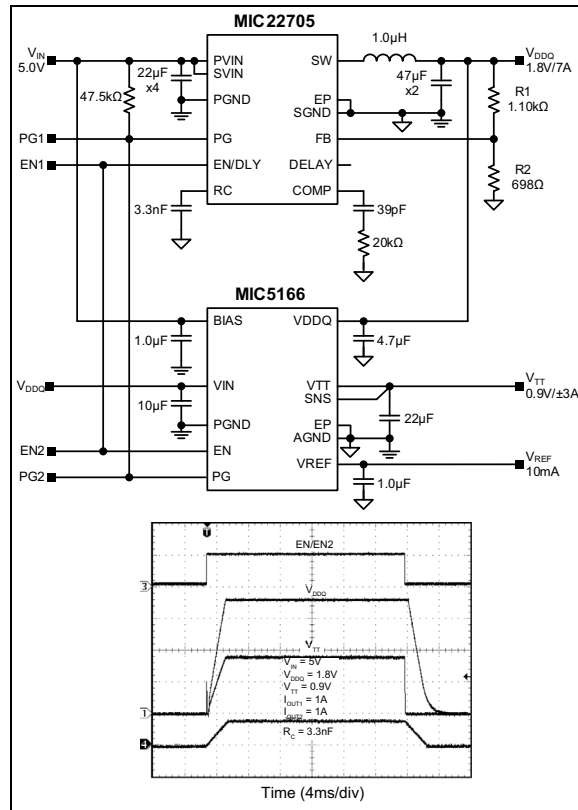 MIC22705
VIN
5.0V
47.5kΩ
22µF
x4
PVIN
SVIN
PGND
PG
EN/DLY
RC
SW
EP
SGND
FB
DELAY
COMP
1.0µH
47µF
x2
VDDQ
1.8V/7A
R1
1.10kΩ
R2
698Ω
PG1
EN1
3.3nF
39pF
20kΩ
MIC5166
BIAS
VIN
PGND
EN
PG
VDDQ
VTT
SNS
EP
AGND
VREF
1.0µF
4.7µF
VDDQ
10µF
VTT
0.9V/±3A
22µF
EN2
PG2
VREF
10mA
1.0µF
T
EN/EN2
3
VDDQ
VTT
VIN = 5V
VDDQ = 1.8V
VTT = 0.9V
IOUT1 = 1A
IOUT2 = 1A
RC = 3.3nF
1
4
Time (4ms/div)